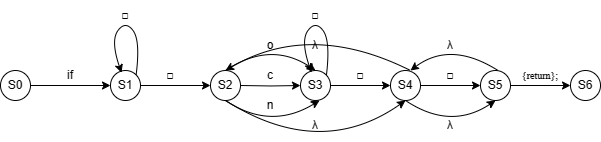 □ □
o λ λ
if □ c □ □ {return};
S0 S1 S2 S3 S4 S5 S6
n
λ λ